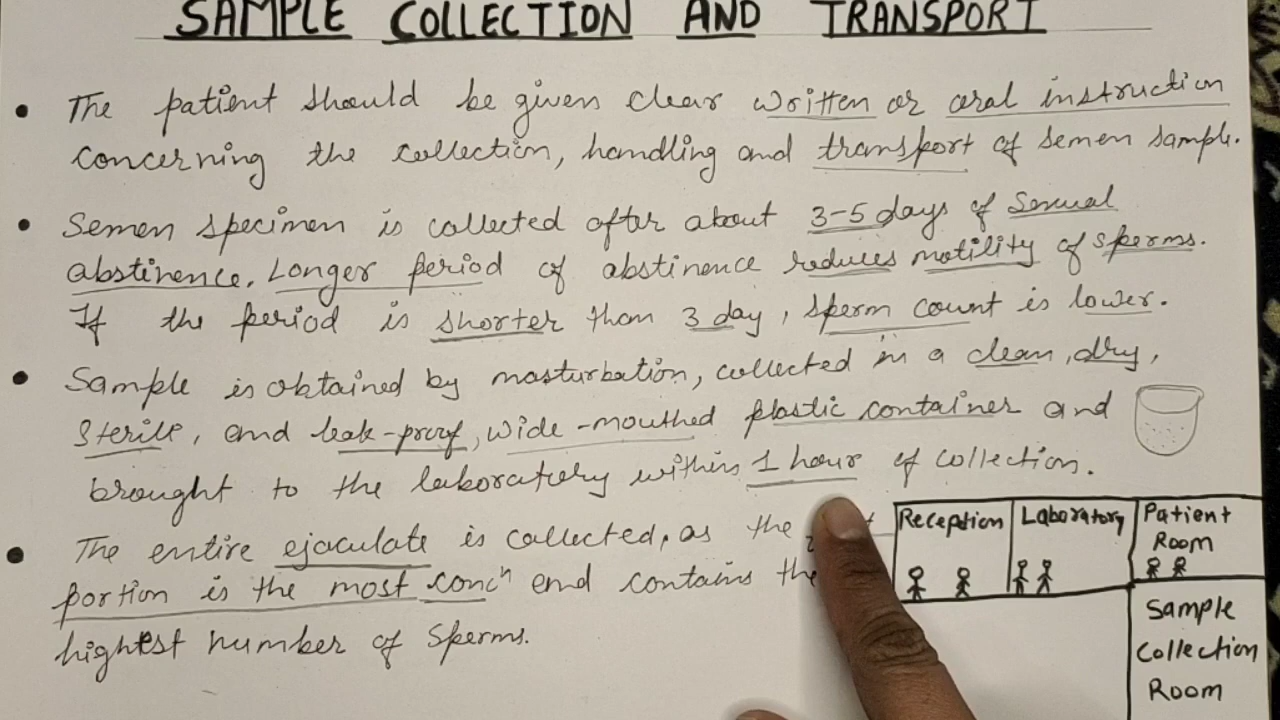 SAMPLE COLLECTION AND TRANSPORT
• The patient should be given clear written or oral instruction
concerning the collection, handling and transport of semen sample.
• Semen specimen is collected after about 3-5 days of sexual
abstinence. Longer period of abstinence reduces motility of sperms.
If the period is shorter than 3 day, sperm count is lower.
• Sample is obtained by masturbation, collected in a clean, dry,
sterile, and leak-proof, wide-mouthed plastic container and
brought to the laboratory within 1 hour of collection.
• The entire ejaculate is collected, as the
portion is the most concn end contains the
highest number of sperms.
Reception
Laboratory
Patient
Room
Sample
Collection
Room